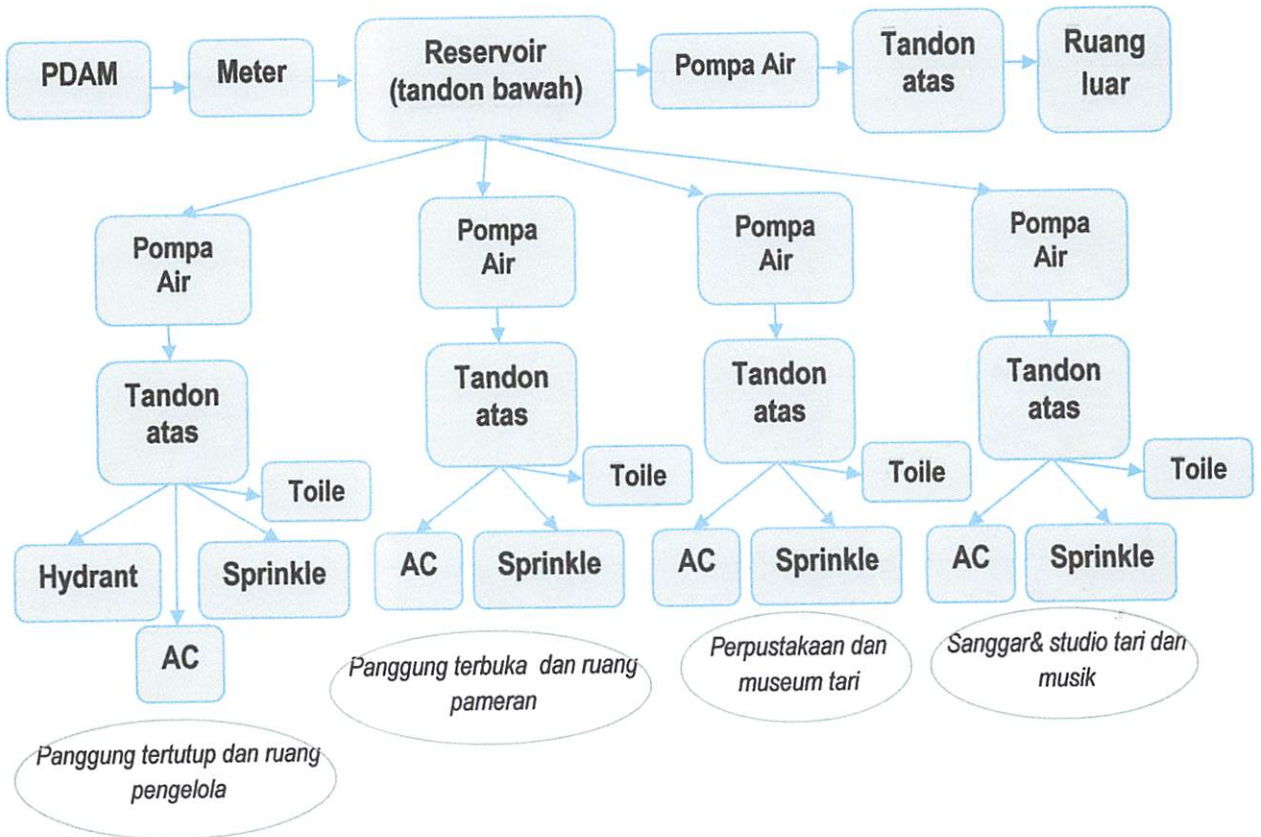 PDAM
Meter
Reservoir
(tandon bawah)
Pompa Air
Tandon
atas
Ruang
luar
Pompa
Air
Pompa
Air
Pompa
Air
Pompa
Air
Tandon
atas
Tandon
atas
Tandon
atas
Tandon
atas
Toile
Toile
Toile
Toile
Hydrant
AC
Sprinkle
AC
Sprinkle
AC
Sprinkle
AC
Sprinkle
Panggung tertutup dan ruang
pengelola
Panggung terbuka dan ruang
pameran
Perpustakaan dan
museum tari
Sanggar& studio tari dan
musik